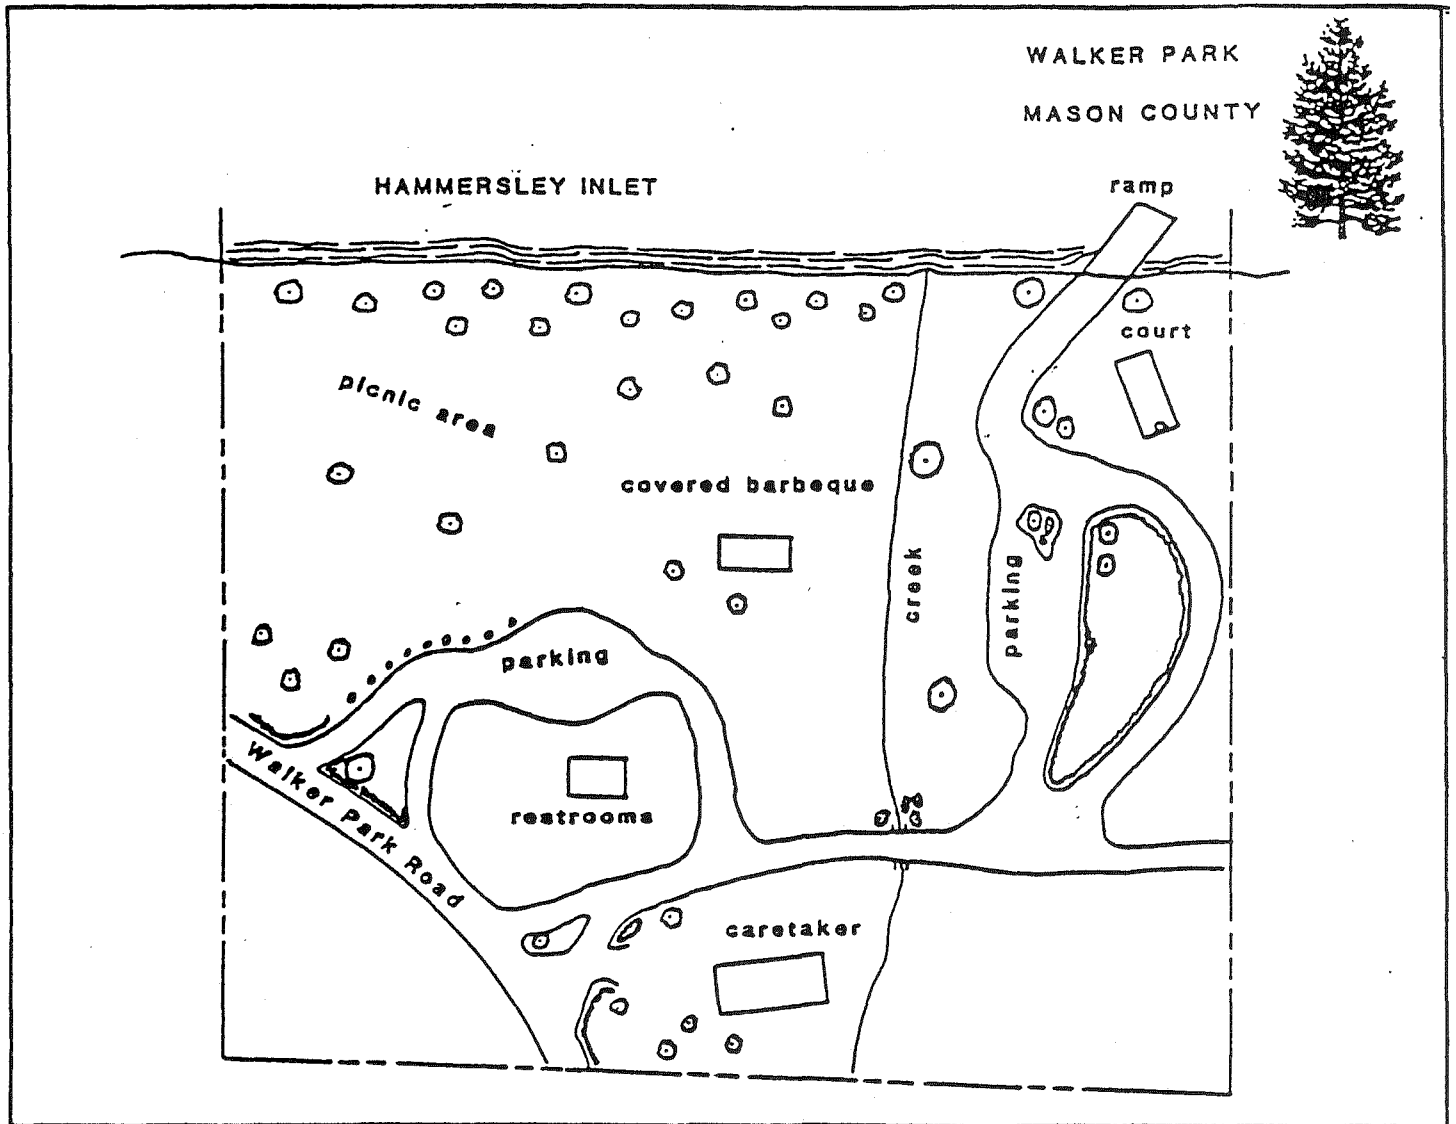 WALKER PARK
MASON COUNTY
HAMMERSLEY INLET
ramp
court
picnic area
covered barbeque
creek
parking
parking
restrooms
Walker Park Road
caretaker